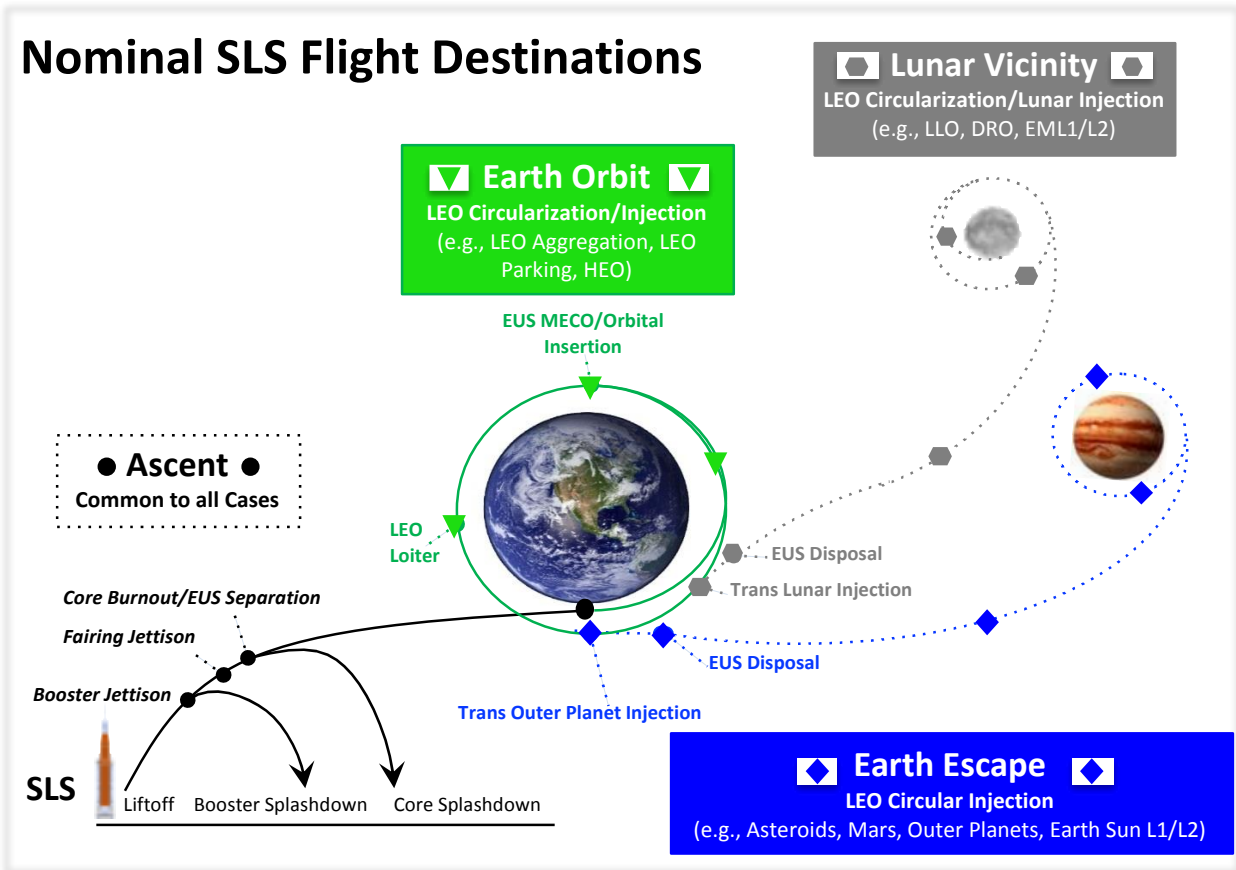 Nominal SLS Flight Destinations
Lunar Vicinity
LEO Circularization/Lunar Injection
(e.g., LLO, DRO, EML1/L2)
Earth Orbit
LEO Circularization/Injection
(e.g., LEO Aggregation, LEO
Parking, HEO)
EUS MECO/Orbital
Insertion
Ascent
Common to all Cases
LEO
Loiter
EUS Disposal
Trans Lunar Injection
Core Burnout/EUS Separation
Fairing Jettison
Booster Jettison
EUS Disposal
Trans Outer Planet Injection
SLS
Liftoff
Booster Splashdown
Core Splashdown
Earth Escape
LEO Circular Injection
(e.g., Asteroids, Mars, Outer Planets, Earth Sun L1/L2)